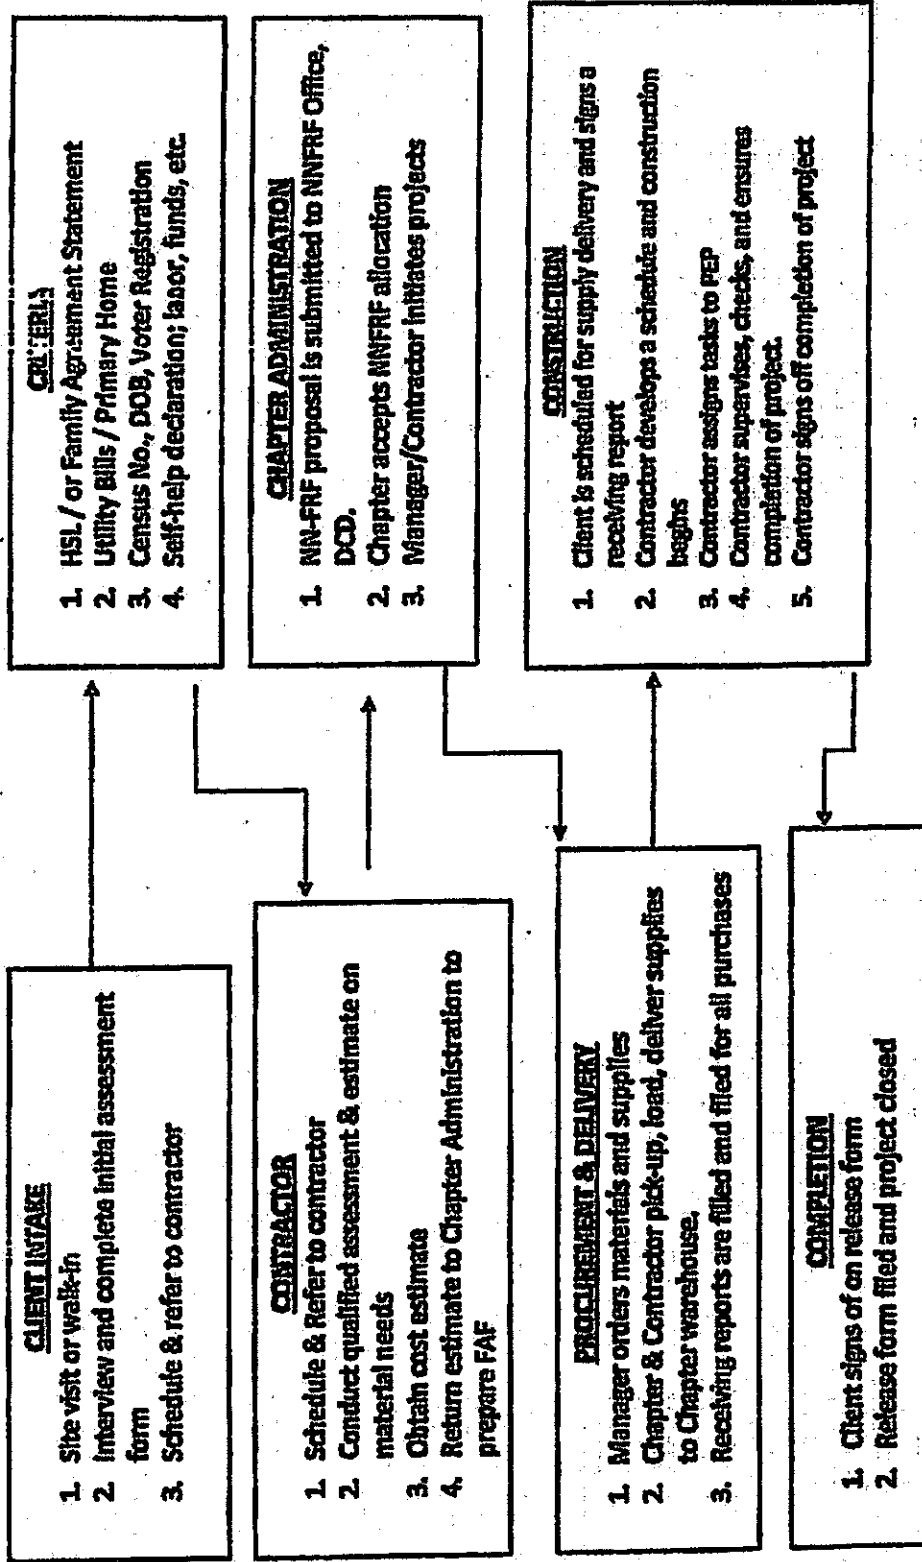 CLIENT INTAKE
1. Site visit or walk-in
2. Interview and complete initial assessment
form
3. Schedule & refer to contractor
CRITERIA
1. HSL / or Family Agreement Statement
2. Utility Bills / Primary Home
3. Census No., DOB, Voter Registration
4. Self-help declaration; labor, funds, etc.
CONTRACTOR
1. Schedule & Refer to contractor
2. Conduct qualified assessment & estimate on
material needs
3. Obtain cost estimate
4. Return estimate to Chapter Administration to
prepare FAF
CHAPTER ADMINISTRATION
1. NN-FRF proposal is submitted to NNFRF Office,
DCD.
2. Chapter accepts NNFRF allocation
3. Manager/Contractor initiates projects
PROCUREMENT & DELIVERY
1. Manager orders materials and supplies
2. Chapter & Contractor pick-up, load, deliver supplies
to Chapter warehouse.
3. Receiving reports are filled and filed for all purchases
CONSTRUCTION
1. Client is scheduled for supply delivery and signs a
receiving report
2. Contractor develops a schedule and construction
begins
3. Contractor assigns tasks to PEP
4. Contractor supervises, checks, and ensures
completion of project.
5. Contractor signs off completion of project
COMPLETION
1. Client signs of on release form
2. Release form filed and project closed